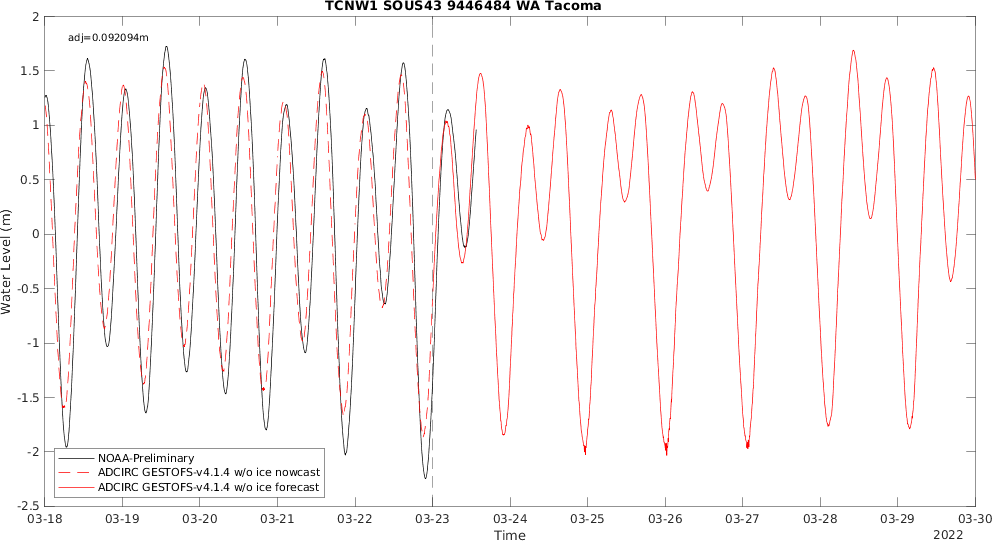 TCNW1 SOUS43 9446484 WA Tacoma
adj=0.092094m
2
1.5
1
0.5
0
-0.5
-1
-1.5
-2
-2.5
Water Level (m)
NOAA-Preliminary
ADCIRC GESTOFS-v4.1.4 w/o ice nowcast
ADCIRC GESTOFS-v4.1.4 w/o ice forecast
03-18 03-19 03-20 03-21 03-22 03-23 03-24 03-25 03-26 03-27 03-28 03-29 03-30
Time
2022